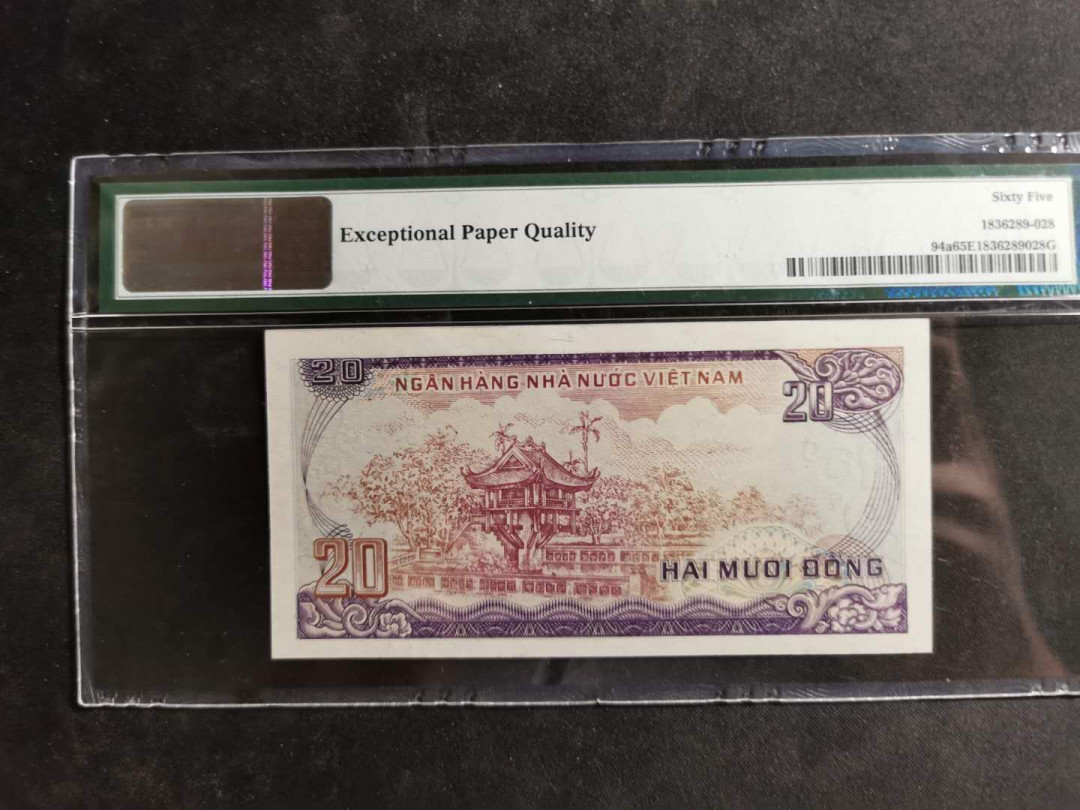 Sixty Five
1836289-028
Exceptional Paper Quality
94a65E1836289028G
20
NGÂN HÀNG NHÀ NƯỚC VIỆT NAM
20
20
HAI MƯƠI ĐỒNG